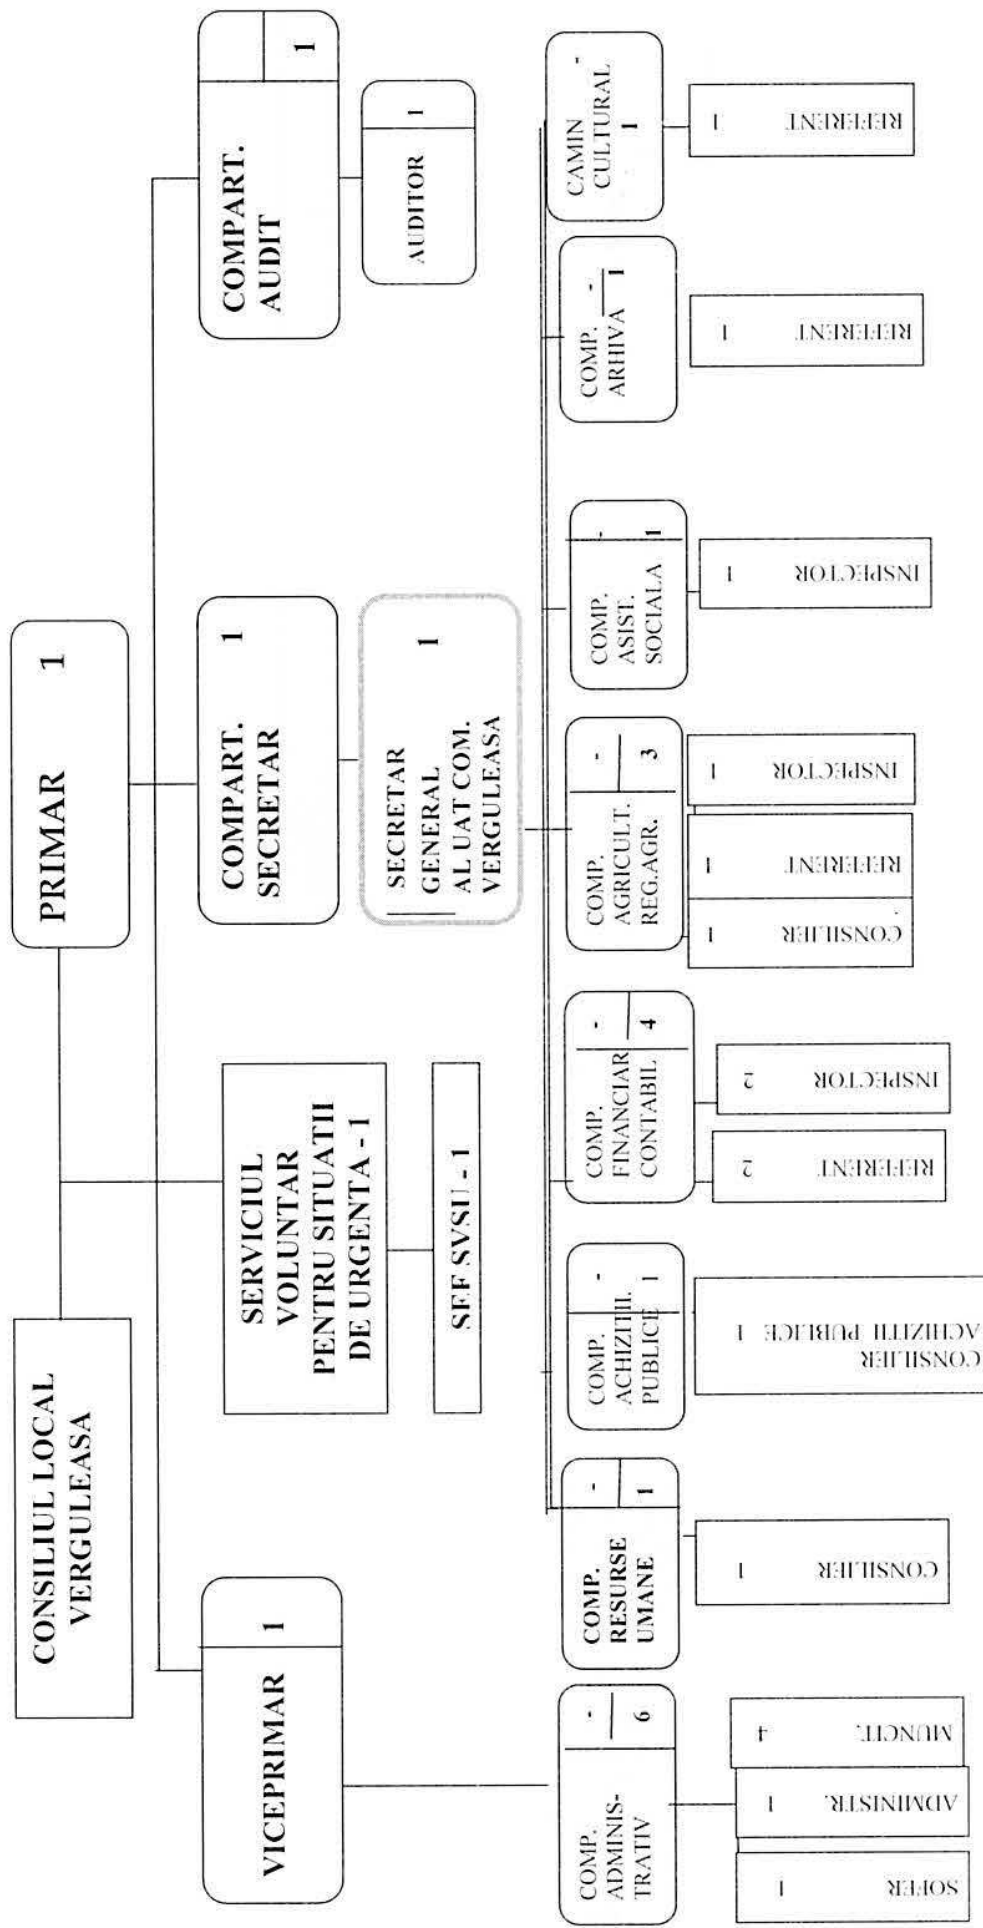 CONSILIUL LOCAL
VERGULEASA
PRIMAR 1
VICEPRIMAR 1
SERVICIUL
VOLUNTAR
PENTRU SITUATII
DE URGENTA - 1
SEF SVSU - 1
COMPART.
SECRETAR 1
SECRETAR
GENERAL 1
AL UAT COM.
VERGULEASA
COMPART.
AUDIT 1
AUDITOR 1
COMP.
ADMINIS-
TRATIV
-
6
SOFER 1
ADMINISTR. 1
MUNCIT. 4
COMP.
RESURSE
UMANE
-
1
CONSILIER 1
COMP. -
ACHIZITII.
PUBLICE 1
CONSILIER
ACHIZITII PUBLICE 1
COMP. -
FINANCIAR
CONTABIL 4
REFERENT 2
INSPECTOR 2
COMP. -
AGRICULT.
REG.AGR. 3
CONSILIER 1
REFERENT 1
INSPECTOR 1
COMP. -
ASIST.
SOCIALA 1
INSPECTOR 1
COMP. -
ARHIVA 1
REFERENT 1
CAMIN -
CULTURAL
1
REFERENT 1